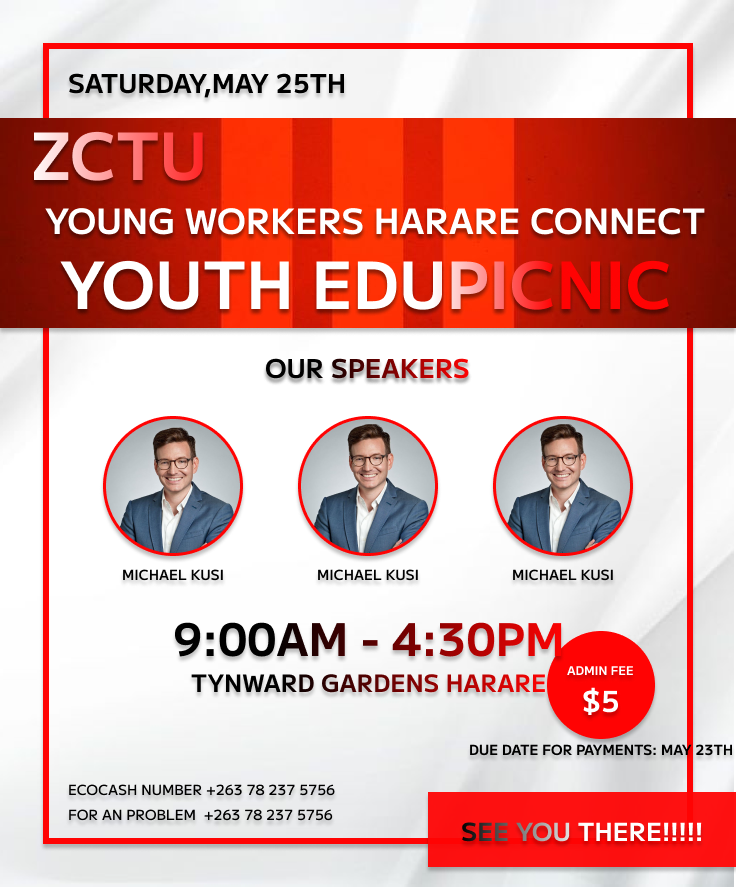 SATURDAY,MAY 25TH
ZCTU
YOUNG WORKERS HARARE CONNECT
YOUTH EDUPICNIC
OUR SPEAKERS
MICHAEL KUSI
MICHAEL KUSI
MICHAEL KUSI
9:00AM - 4:30PM
TYNWARD GARDENS HARARE
ADMIN FEE
$5
DUE DATE FOR PAYMENTS: MAY 23TH
ECOCASH NUMBER +263 78 237 5756
FOR AN PROBLEM +263 78 237 5756
SEE YOU THERE!!!!!